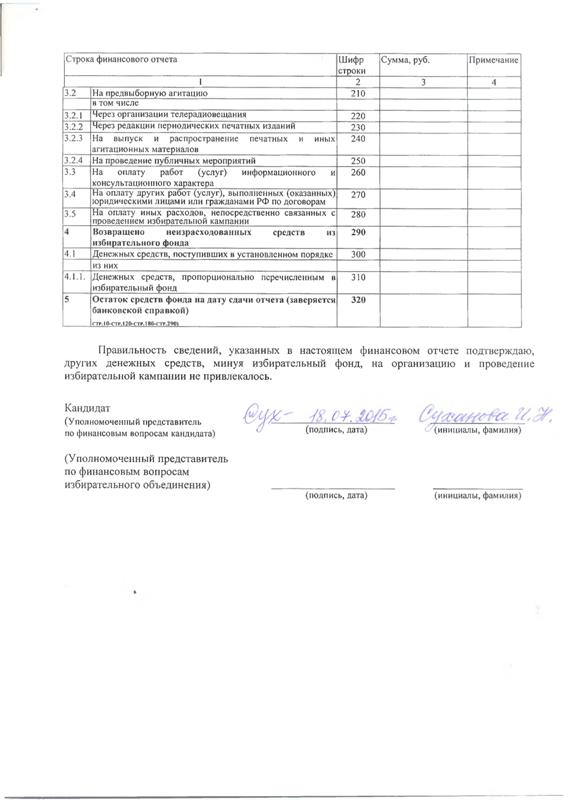 Строка финансового отчета Шифр строки Сумма, руб. Примечание
1 2 3 4
3.2 На предвыборную агитацию 210
в том числе
3.2.1 Через организации телерадиовещания 220
3.2.2 Через редакции периодических печатных изданий 230
3.2.3 На выпуск и распространение печатных и иных 240
агитационных материалов
3.2.4 На проведение публичных мероприятий 250
3.3 На оплату работ (услуг) информационного и 260
консультационного характера
3.4 На оплату других работ (услуг), выполненных (оказанных) 270
юридическими лицами или гражданами РФ по договорам
3.5 На оплату иных расходов, непосредственно связанных с 280
проведением избирательной кампании
4 Возвращено неизрасходованных средств из 290
избирательного фонда
4.1 Денежных средств, поступивших в установленном порядке 300
из них
4.1.1. Денежных средств, пропорционально перечисленным в 310
избирательный фонд
5 Остаток средств фонда на дату сдачи отчета (заверяется 320
банковской справкой)
стр.10-стр.120-стр.180-стр.290)
Правильность сведений, указанных в настоящем финансовом отчете подтверждаю,
других денежных средств, минуя избирательный фонд, на организацию и проведение
избирательной кампании не привлекалось.
Кандидат
(Уполномоченный представитель Сух- 18.07.2015г Суханова И.Н.
по финансовым вопросам кандидата) (подпись, дата) (инициалы, фамилия)
(Уполномоченный представитель
по финансовым вопросам
избирательного объединения)
(подпись, дата) (инициалы, фамилия)